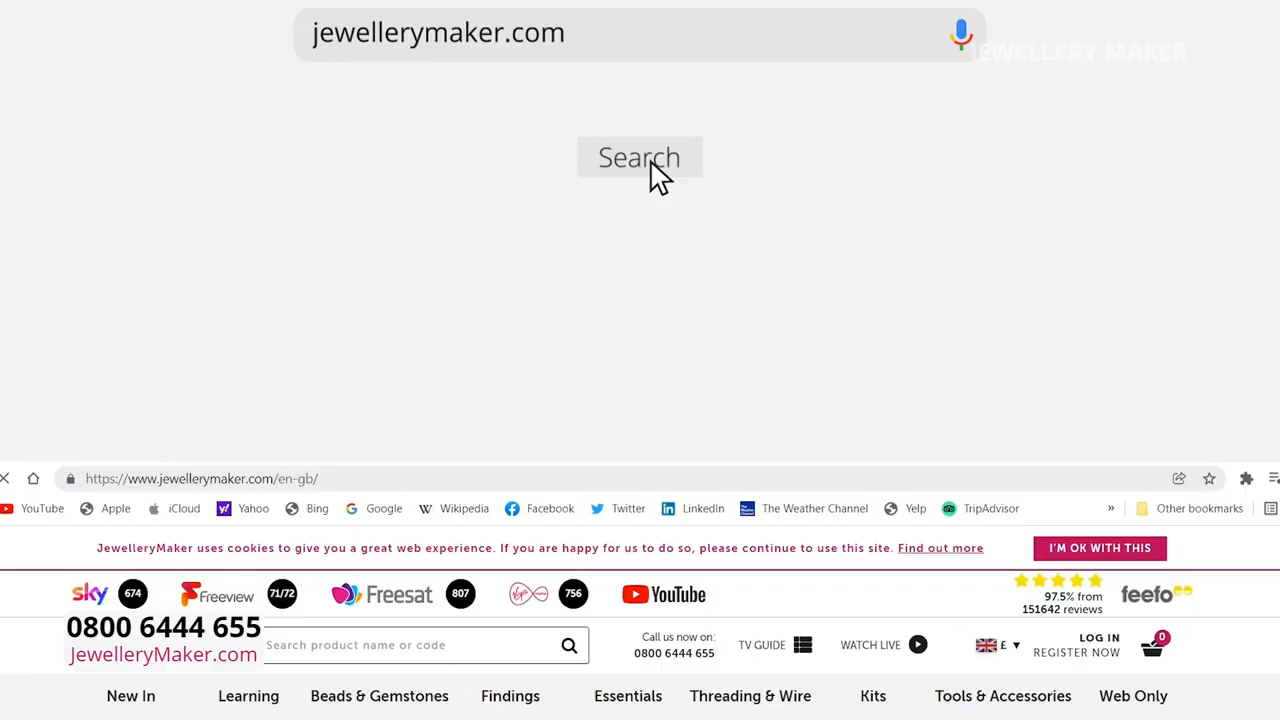 jewellerymaker.com
JEWELLERY MAKER
Search
https://www.jewellerymaker.com/en-gb/
YouTube Apple iCloud Yahoo Bing Google Wikipedia Facebook Twitter LinkedIn The Weather Channel Yelp TripAdvisor » Other bookmarks
JewelleryMaker uses cookies to give you a great web experience. If you are happy for us to do so, please continue to use this site. Find out more I'M OK WITH THIS
sky 674 Freeview 71/72 Freesat 807 Virgin media 756 YouTube
97.5% from
151642 reviews
feefo
0800 6444 655
JewelleryMaker.com
Search product name or code
Call us now on:
0800 6444 655
TV GUIDE WATCH LIVE £ ▼
LOG IN
REGISTER NOW
0
New In Learning Beads & Gemstones Findings Essentials Threading & Wire Kits Tools & Accessories Web Only